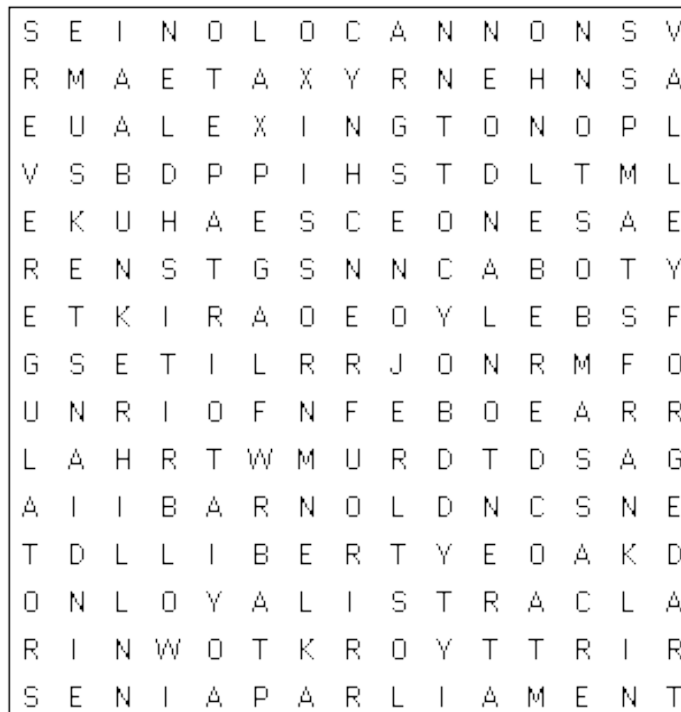 S E I N O L O C A N N O N S V
R M A E T A X Y R N E H N S A
E U A L E X I N G T O N O P L
V S B D P P I H S T D L T M L
E K U H A E S C E O N E S A E
R E N S T G S N N C A B O T Y
E T K I R A O E O Y L E B S F
G S E T I L R R J O N R M F O
U N R I O F N F E B O E A R R
L A H R T W M U R D T D S A G
A I I B A R N O L D N C S N E
T D L L I B E R T Y E O A K D
O N L O Y A L I S T R A C L A
R I N W O T K R O Y T T R I R
S E N I A P A R L I A M E N T